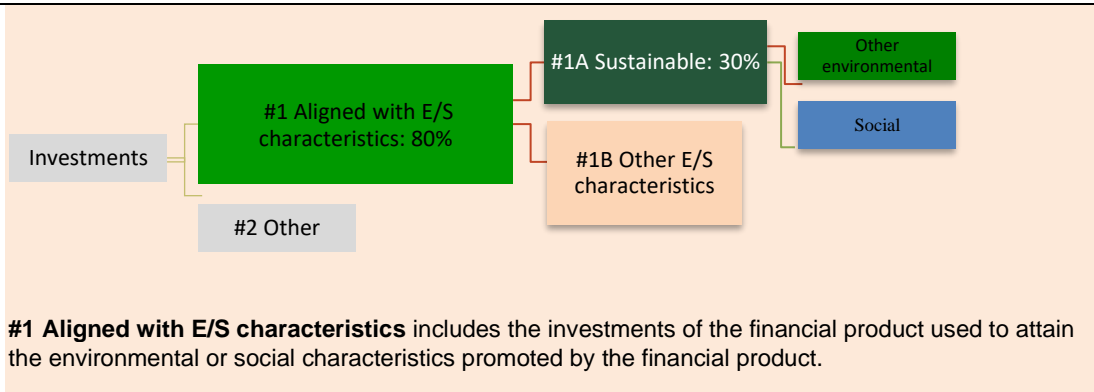 Investments
#1 Aligned with E/S
characteristics: 80%
#2 Other
#1A Sustainable: 30%
#1B Other E/S
characteristics
Other
environmental
Social
#1 Aligned with E/S characteristics includes the investments of the financial product used to attain
the environmental or social characteristics promoted by the financial product.